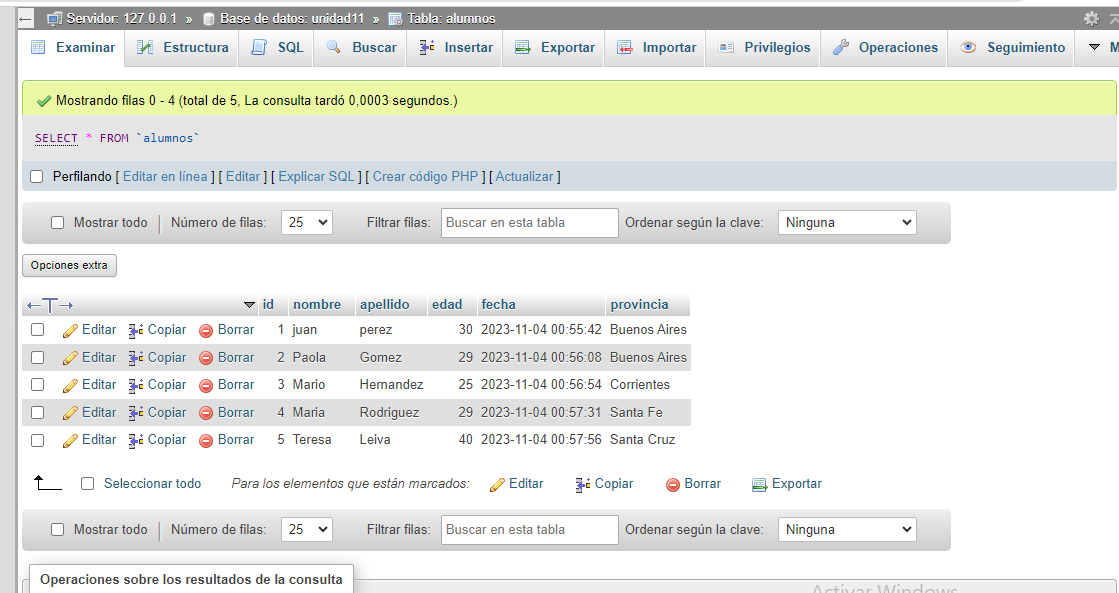 Servidor: 127.0.0.1 » Base de datos: unidad11 » Tabla: alumnos
Examinar Estructura SQL Buscar Insertar Exportar Importar Privilegios Operaciones Seguimiento M
Mostrando filas 0 - 4 (total de 5, La consulta tardó 0,0003 segundos.)
SELECT * FROM `alumnos`
Perfilando [ Editar en línea ] [ Editar ] [ Explicar SQL ] [ Crear código PHP ] [ Actualizar ]
Mostrar todo Número de filas: 25 Filtrar filas: Buscar en esta tabla Ordenar según la clave: Ninguna
Opciones extra
id nombre apellido edad fecha provincia
Editar Copiar Borrar 1 juan perez 30 2023-11-04 00:55:42 Buenos Aires
Editar Copiar Borrar 2 Paola Gomez 29 2023-11-04 00:56:08 Buenos Aires
Editar Copiar Borrar 3 Mario Hernandez 25 2023-11-04 00:56:54 Corrientes
Editar Copiar Borrar 4 Maria Rodriguez 29 2023-11-04 00:57:31 Santa Fe
Editar Copiar Borrar 5 Teresa Leiva 40 2023-11-04 00:57:56 Santa Cruz
Seleccionar todo Para los elementos que están marcados: Editar Copiar Borrar Exportar
Mostrar todo Número de filas: 25 Filtrar filas: Buscar en esta tabla Ordenar según la clave: Ninguna
Operaciones sobre los resultados de la consulta
Activar Windows